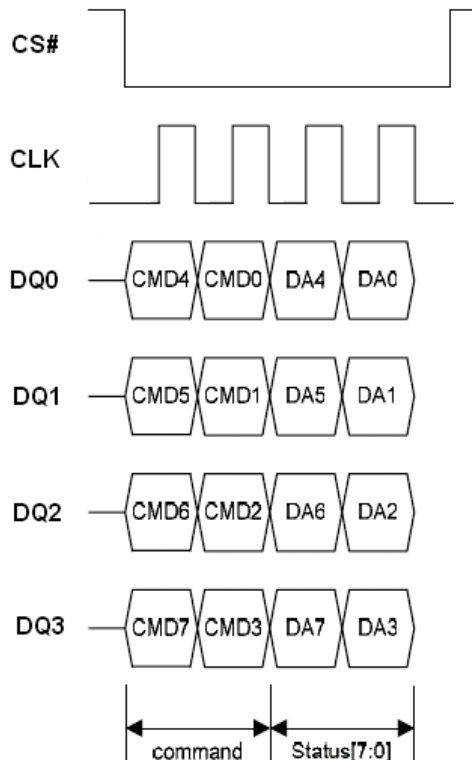 CS#
CLK
DQ0 CMD4 CMD0 DA4 DA0
DQ1 CMD5 CMD1 DA5 DA1
DQ2 CMD6 CMD2 DA6 DA2
DQ3 CMD7 CMD3 DA7 DA3
command Status[7:0]